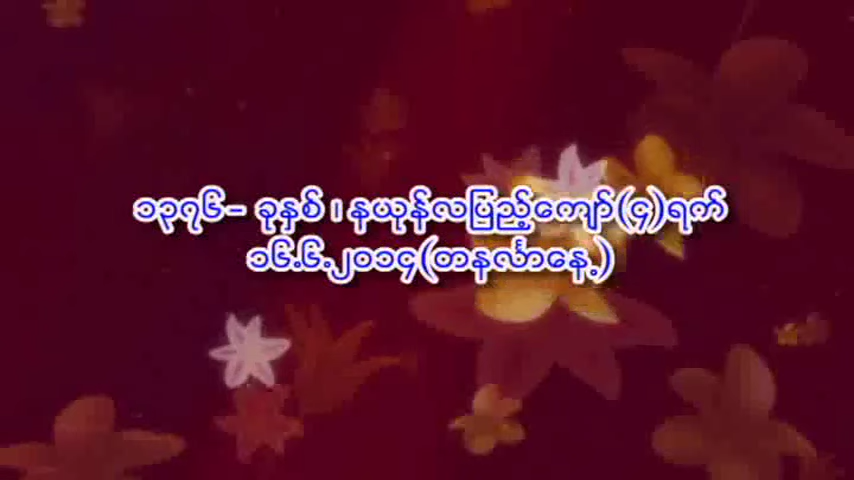 ၁၃၇၆- ခုနှစ် ၊ နယုန်လပြည့်ကျော်(၄)ရက်
၁၆.၆.၂၀၁၄(တနင်္လာနေ့)